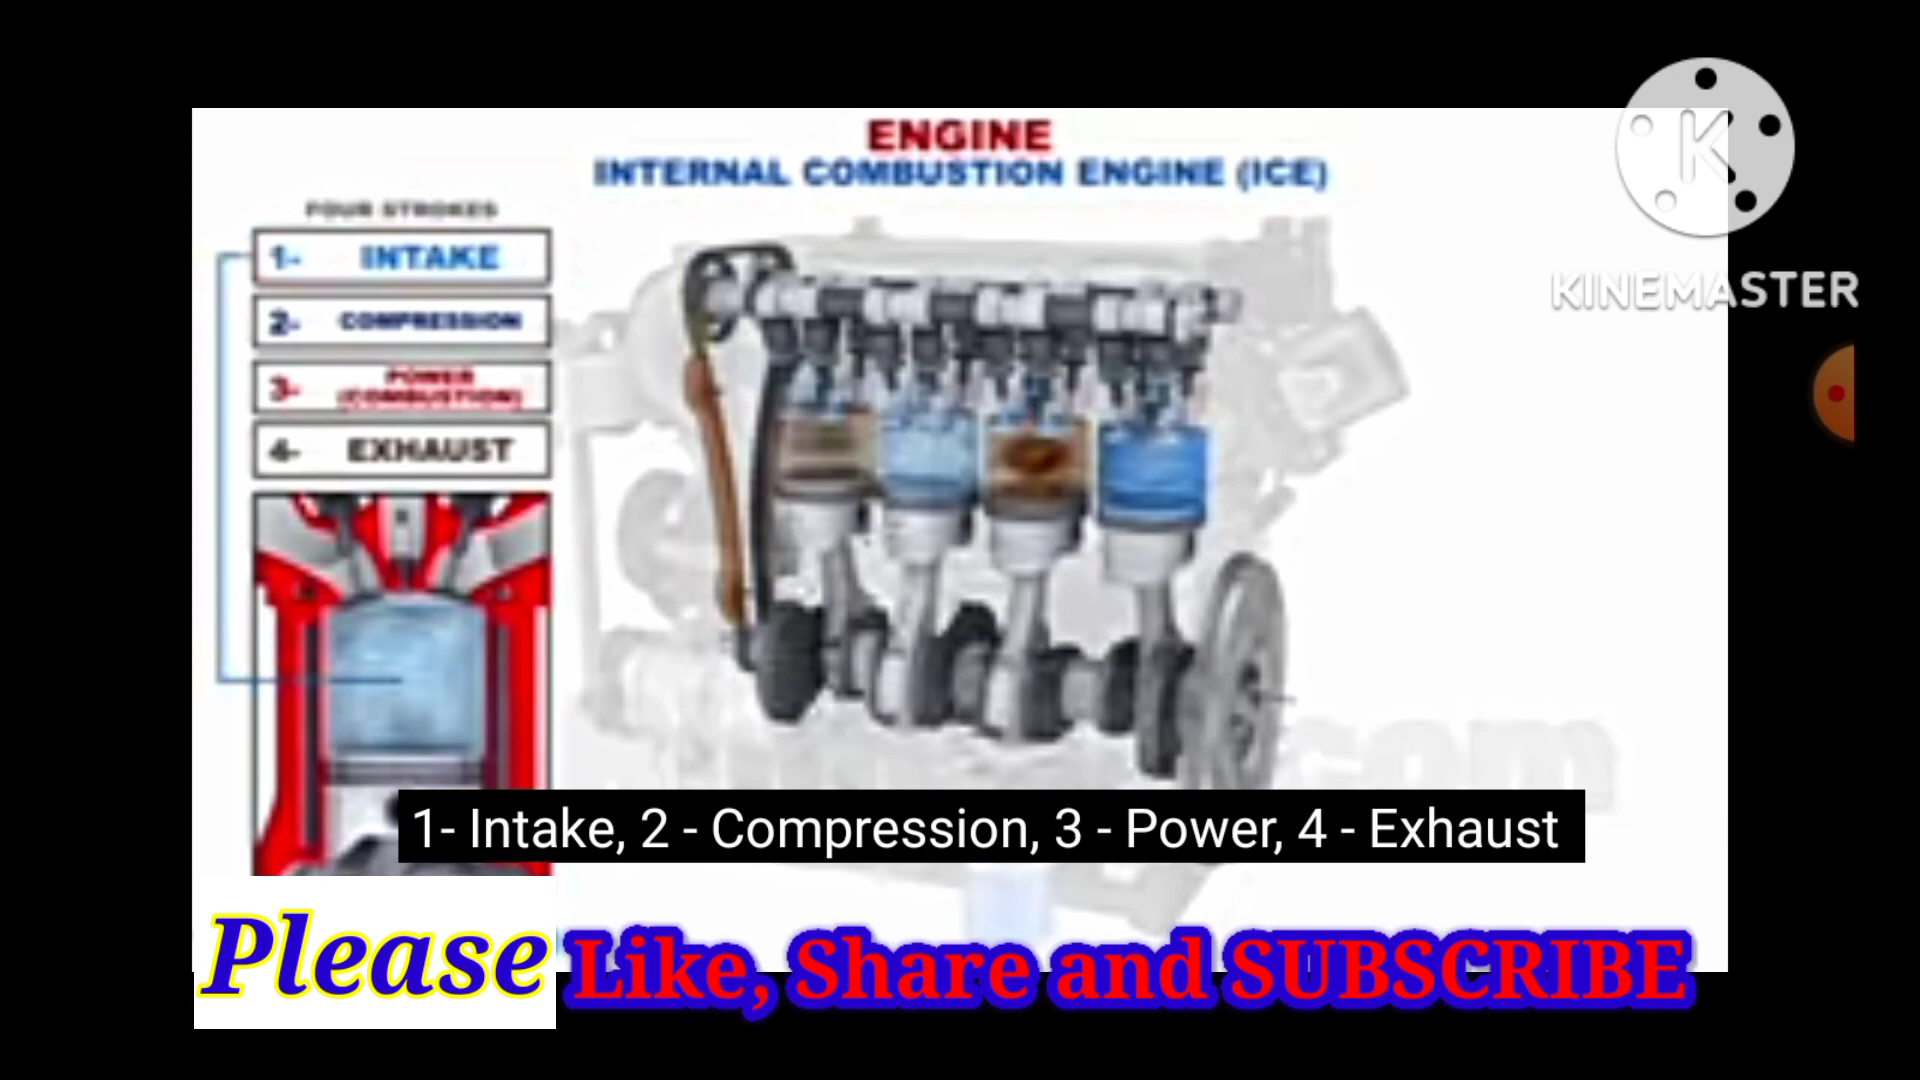 ENGINE
INTERNAL COMBUSTION ENGINE (ICE)
FOUR STROKES
1- INTAKE
2- COMPRESSION
3- POWER
(COMBUSTION)
4- EXHAUST
K
KINEMASTER
.com
1- Intake, 2 - Compression, 3 - Power, 4 - Exhaust
Please Like, Share and SUBSCRIBE